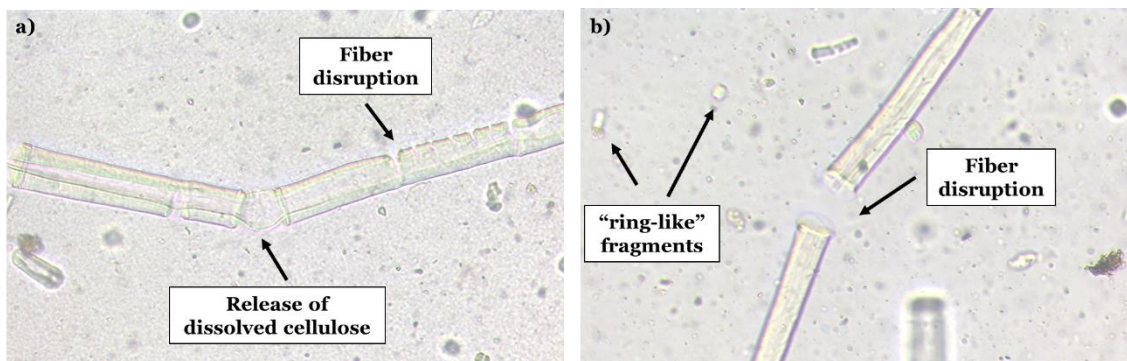 a)
Fiber
disruption
Release of
dissolved cellulose
b)
“ring-like”
fragments
Fiber
disruption